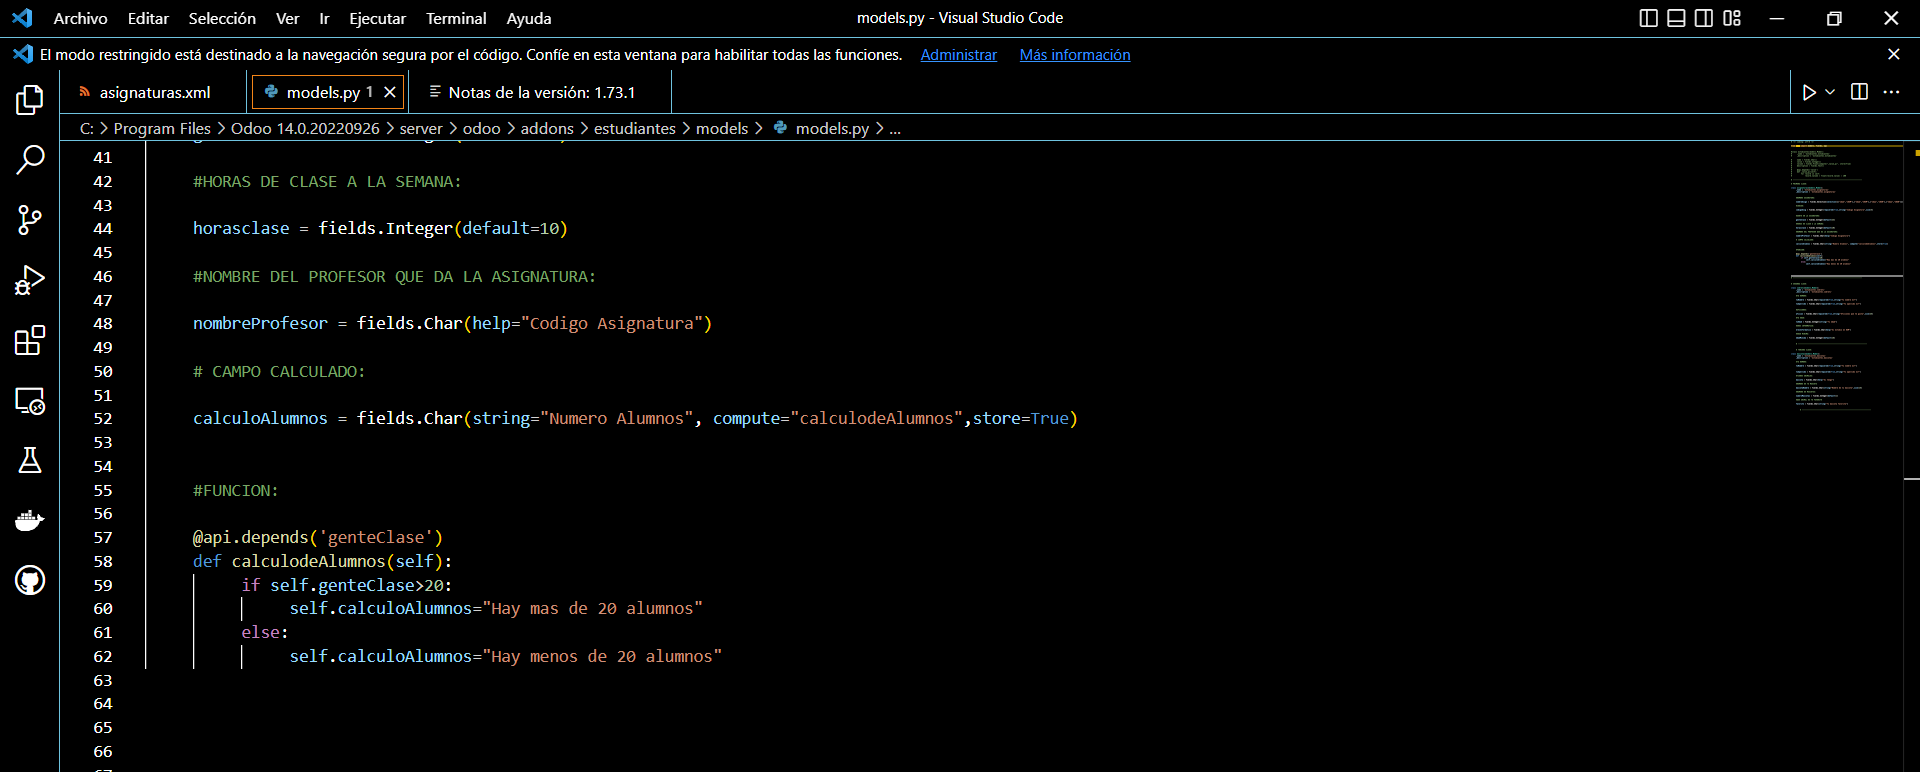 Archivo Editar Selección Ver Ir Ejecutar Terminal Ayuda models.py - Visual Studio Code
El modo restringido está destinado a la navegación segura por el código. Confíe en esta ventana para habilitar todas las funciones. Administrar Más información
asignaturas.xml models.py 1 Notas de la versión: 1.73.1
C: > Program Files > Odoo 14.0.20220926 > server > odoo > addons > estudiantes > models > models.py > ...
41
42 #HORAS DE CLASE A LA SEMANA:
43
44 horasclase = fields.Integer(default=10)
45
46 #NOMBRE DEL PROFESOR QUE DA LA ASIGNATURA:
47
48 nombreProfesor = fields.Char(help="Codigo Asignatura")
49
50 # CAMPO CALCULADO:
51
52 calculoAlumnos = fields.Char(string="Numero Alumnos", compute="calculodeAlumnos",store=True)
53
54
55 #FUNCION:
56
57 @api.depends('genteClase')
58 def calculodeAlumnos(self):
59 if self.genteClase>20:
60 self.calculoAlumnos="Hay mas de 20 alumnos"
61 else:
62 self.calculoAlumnos="Hay menos de 20 alumnos"
63
64
65
66